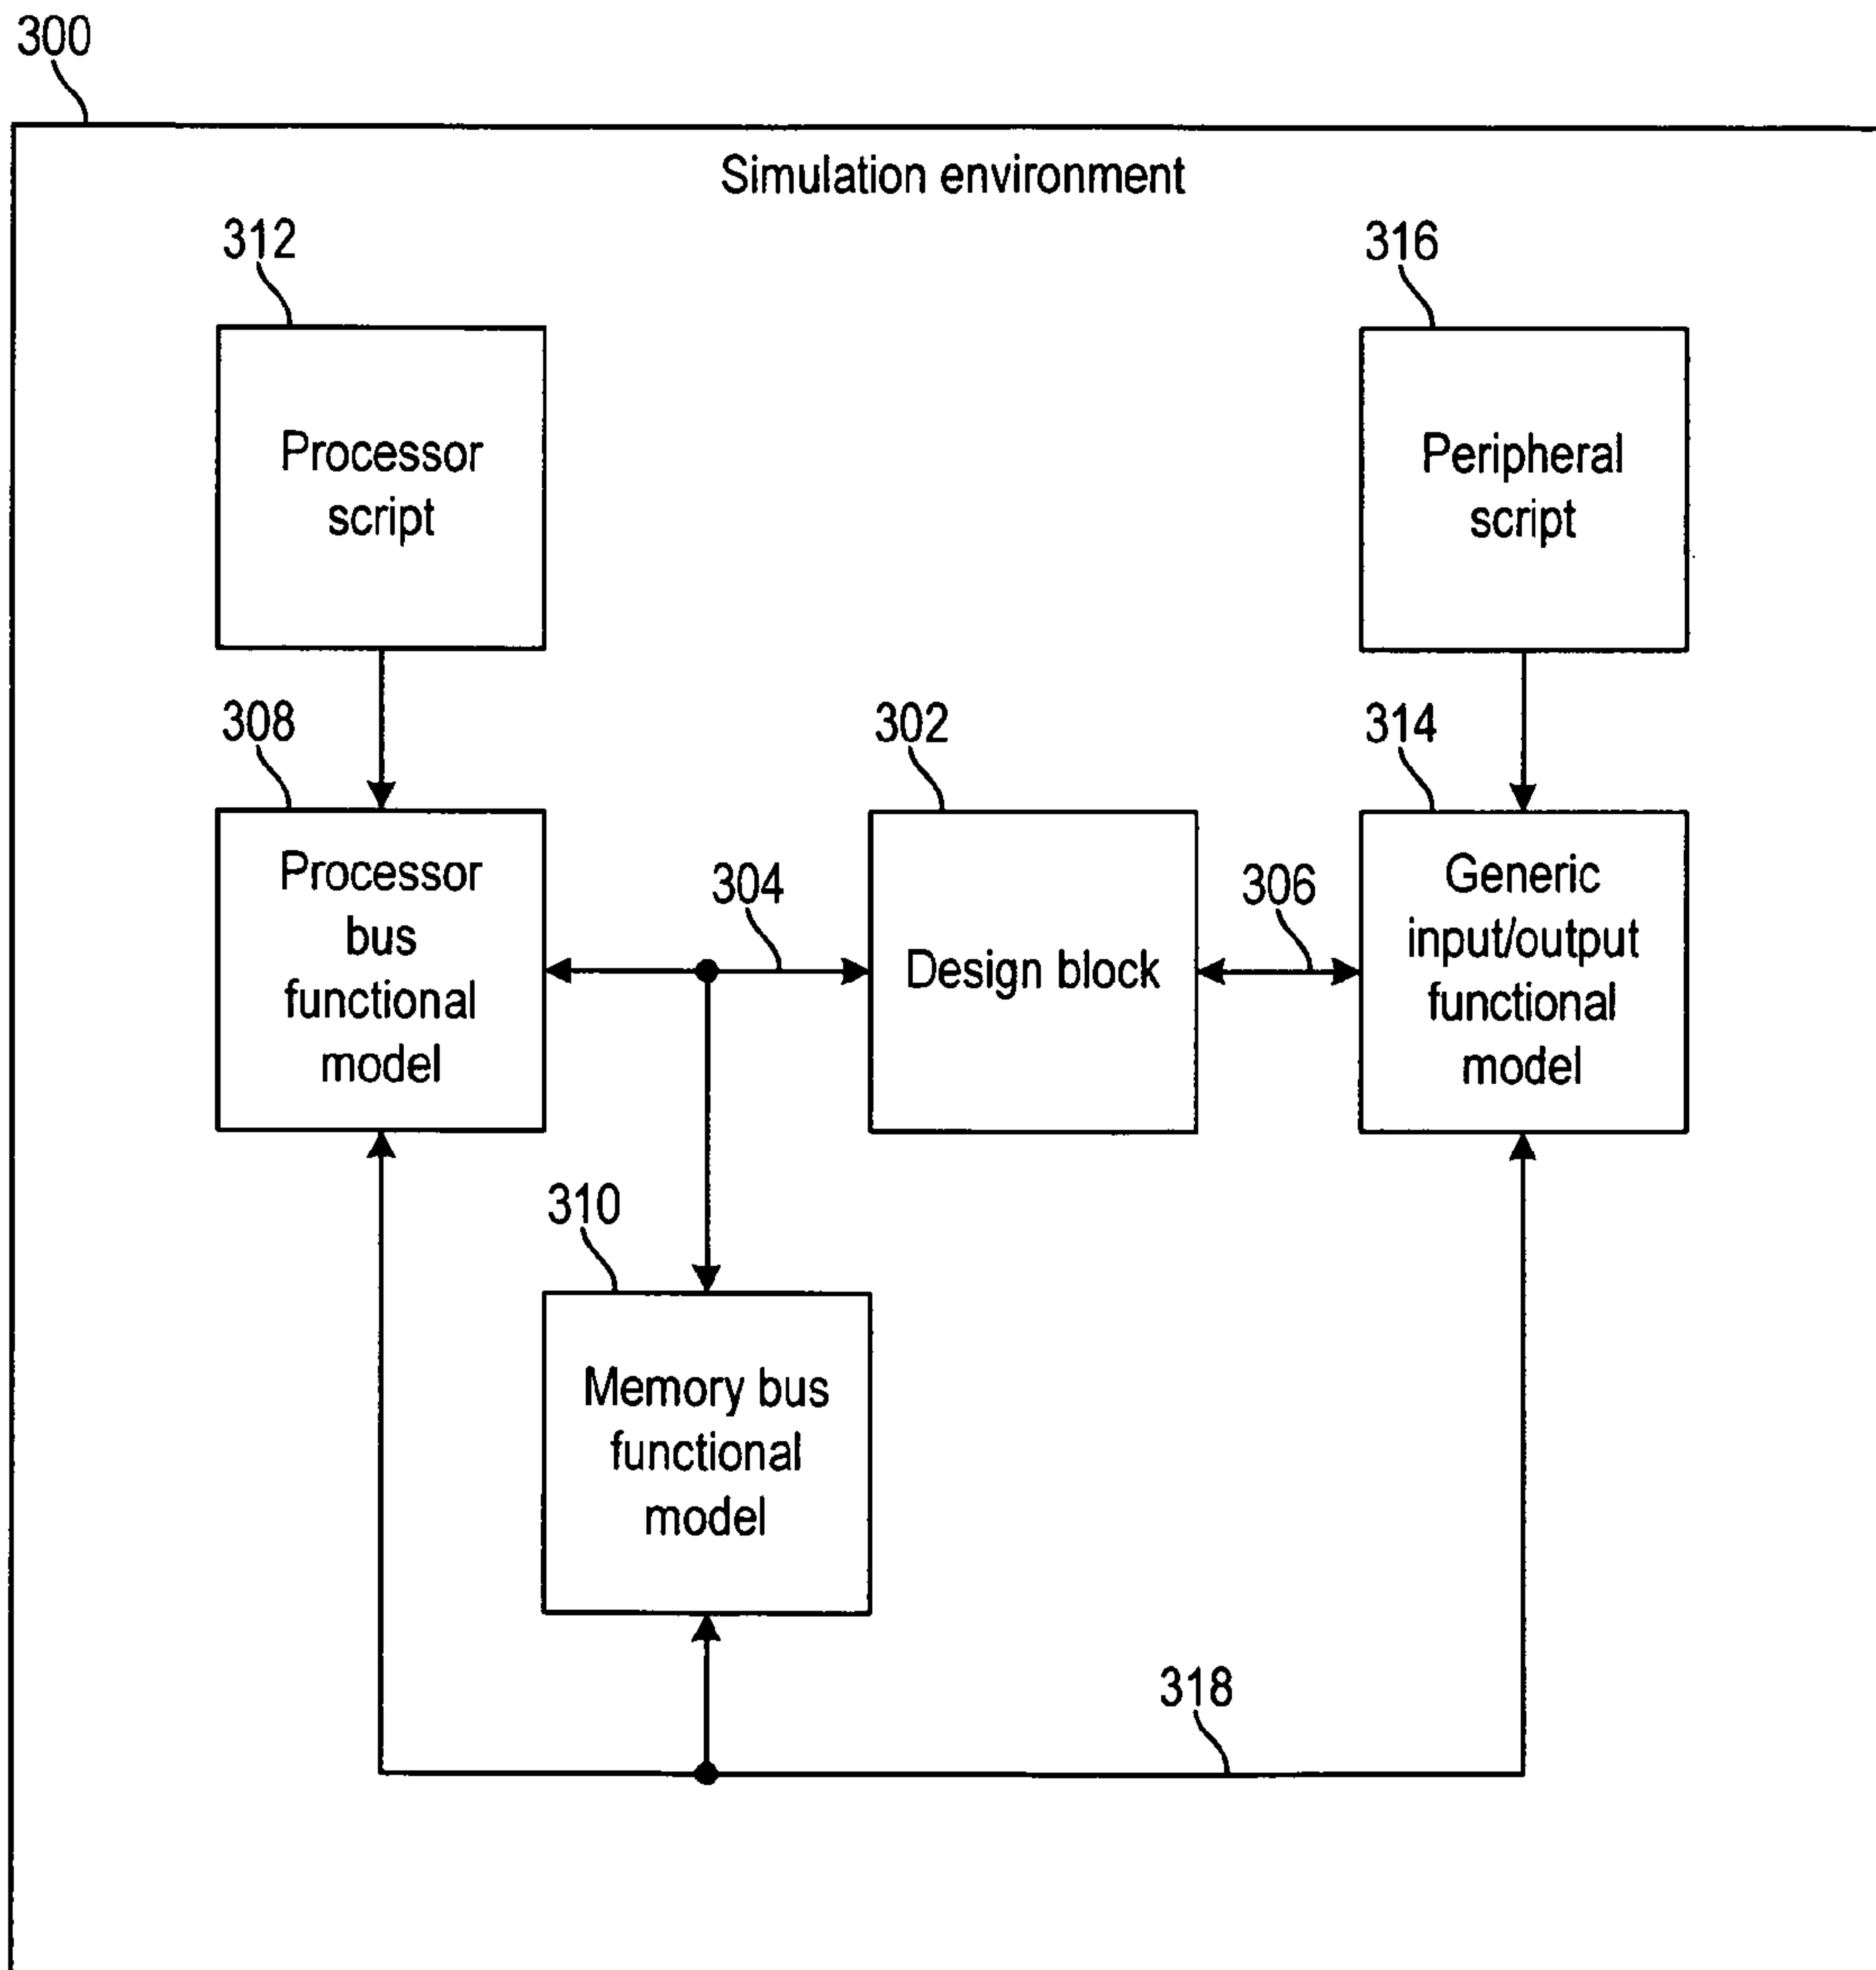 300
Simulation environment
312
316
Processor
script
Peripheral
script
308
302
314
Processor
bus
functional
model
304
Design block
306
Generic
input/output
functional
model
310
Memory bus
functional
model
318